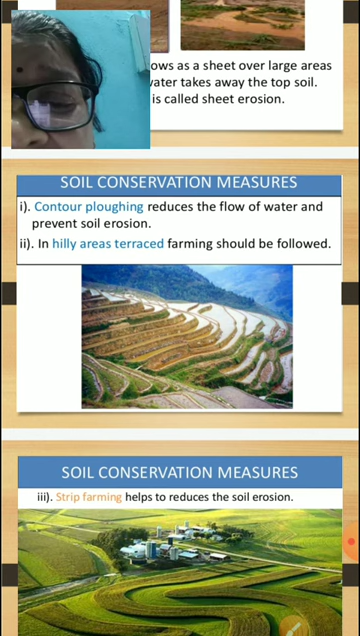 ows as a sheet over large areas
vater takes away the top soil.
is called sheet erosion.
SOIL CONSERVATION MEASURES
i). Contour ploughing reduces the flow of water and
prevent soil erosion.
ii). In hilly areas terraced farming should be followed.
SOIL CONSERVATION MEASURES
iii). Strip farming helps to reduces the soil erosion.